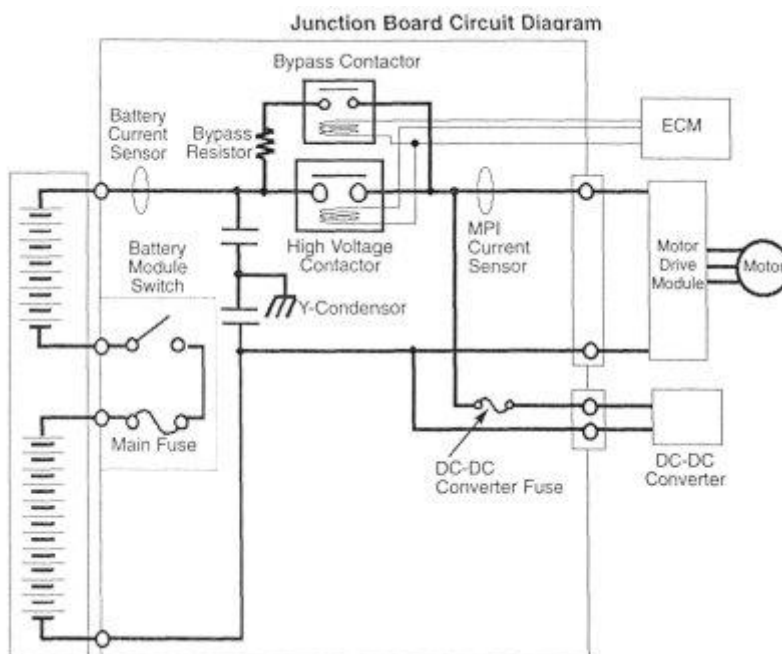 Junction Board Circuit Diagram
Bypass Contactor
Battery
Current
Sensor
Bypass
Resistor
ECM
High Voltage
Contactor
MPI
Current
Sensor
Motor
Drive
Module
Motor
Battery
Module
Switch
Y-Condensor
Main Fuse
DC-DC
Converter Fuse
DC-DC
Converter